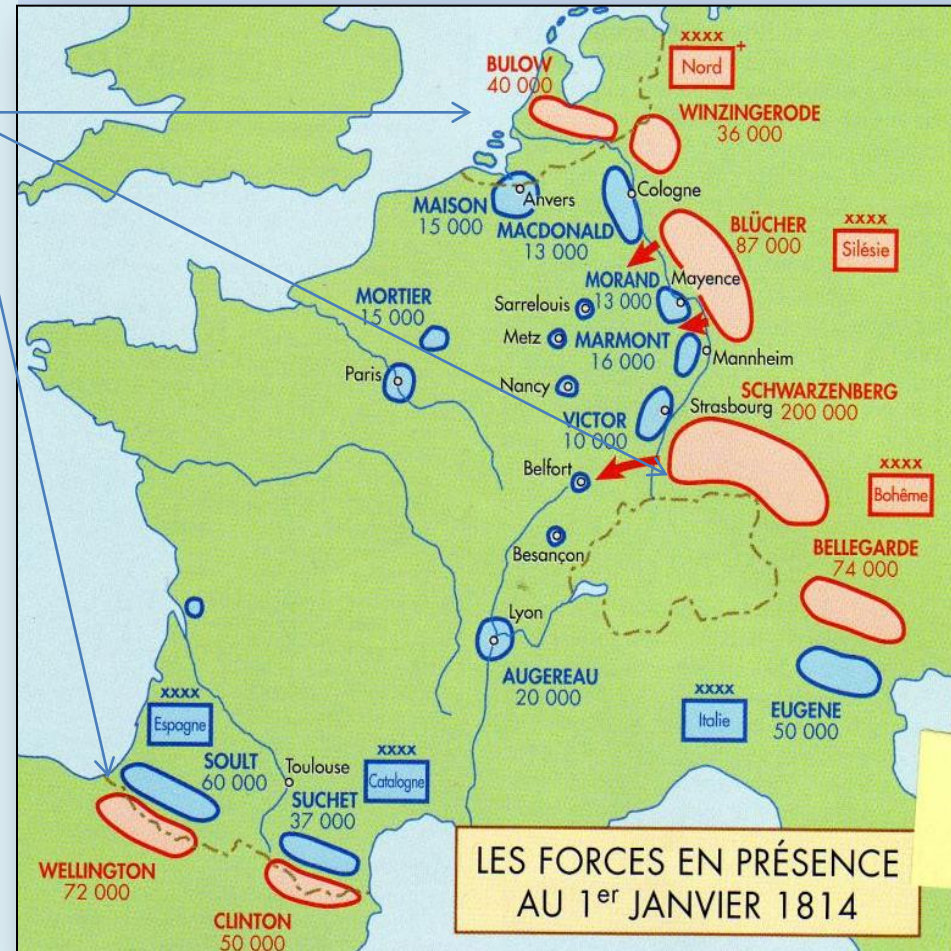 xxxx
Nord
+
BULOW
40 000
WINZINGERODE
36 000
Cologne
Anvers
MAISON
15 000
MACDONALD
13 000
BLÜCHER
87 000
xxxx
Silésie
Mayence
MORAND
13 000
MORTIER
15 000
Sarrelouis
Metz
MARMONT
16 000
Mannheim
Paris
Nancy
SCHWARZENBERG
200 000
Strasbourg
VICTOR
10 000
Belfort
xxxx
Bohême
Besançon
BELLEGARDE
74 000
Lyon
AUGEREAU
20 000
xxxx
Espagne
xxxx
Italie
EUGENE
50 000
SOULT
60 000
Toulouse
xxxx
Catalogne
SUCHET
37 000
WELLINGTON
72 000
CLINTON
50 000
LES FORCES EN PRÉSENCE
AU 1er JANVIER 1814